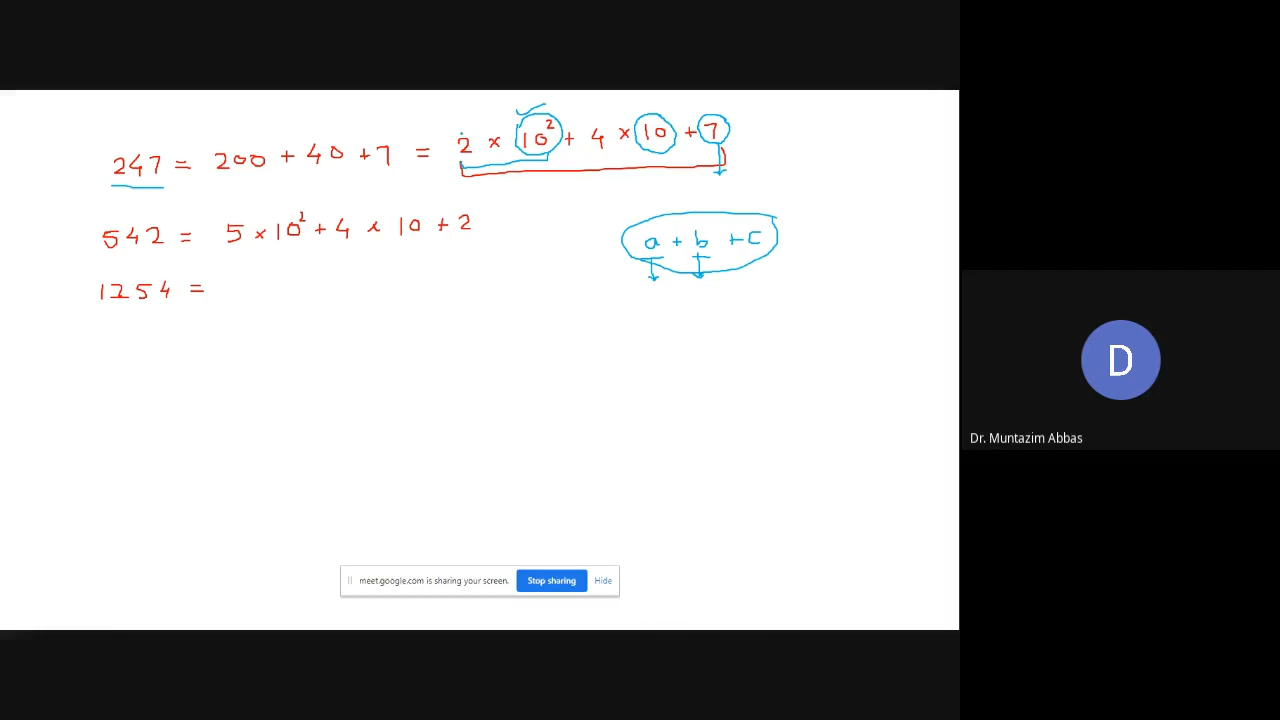 247 = 200 + 40 + 7 = 2 × 10² + 4 × 10 + 7
542 = 5 × 10² + 4 × 10 + 2
a + b + c
1254 =
D
Dr. Muntazim Abbas
meet.google.com is sharing your screen. Stop sharing Hide